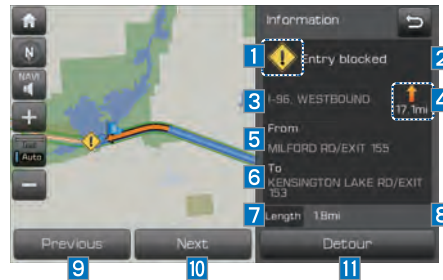 Information
N
1
Entry blocked
2
NAVI
3
I-96, WESTBOUND
17.1mi
4
5
From
MILFORD RD/EXIT 155
Auto
6
To
KENSINGTON LAKE RD/EXIT
153
7
Length
1.8mi
8
Previous
Next
Detour
9
10
11